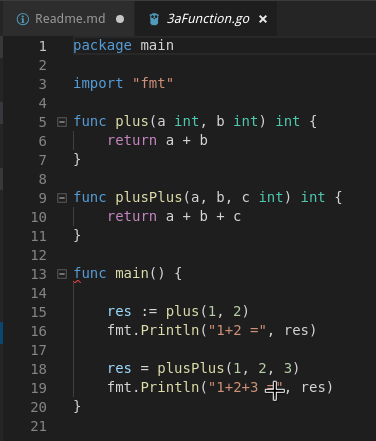 Readme.md 3aFunction.go
1 package main
2
3 import "fmt"
4
5 func plus(a int, b int) int {
6 return a + b
7 }
8
9 func plusPlus(a, b, c int) int {
10 return a + b + c
11 }
12
13 func main() {
14
15 res := plus(1, 2)
16 fmt.Println("1+2 =", res)
17
18 res = plusPlus(1, 2, 3)
19 fmt.Println("1+2+3 =", res)
20 }
21